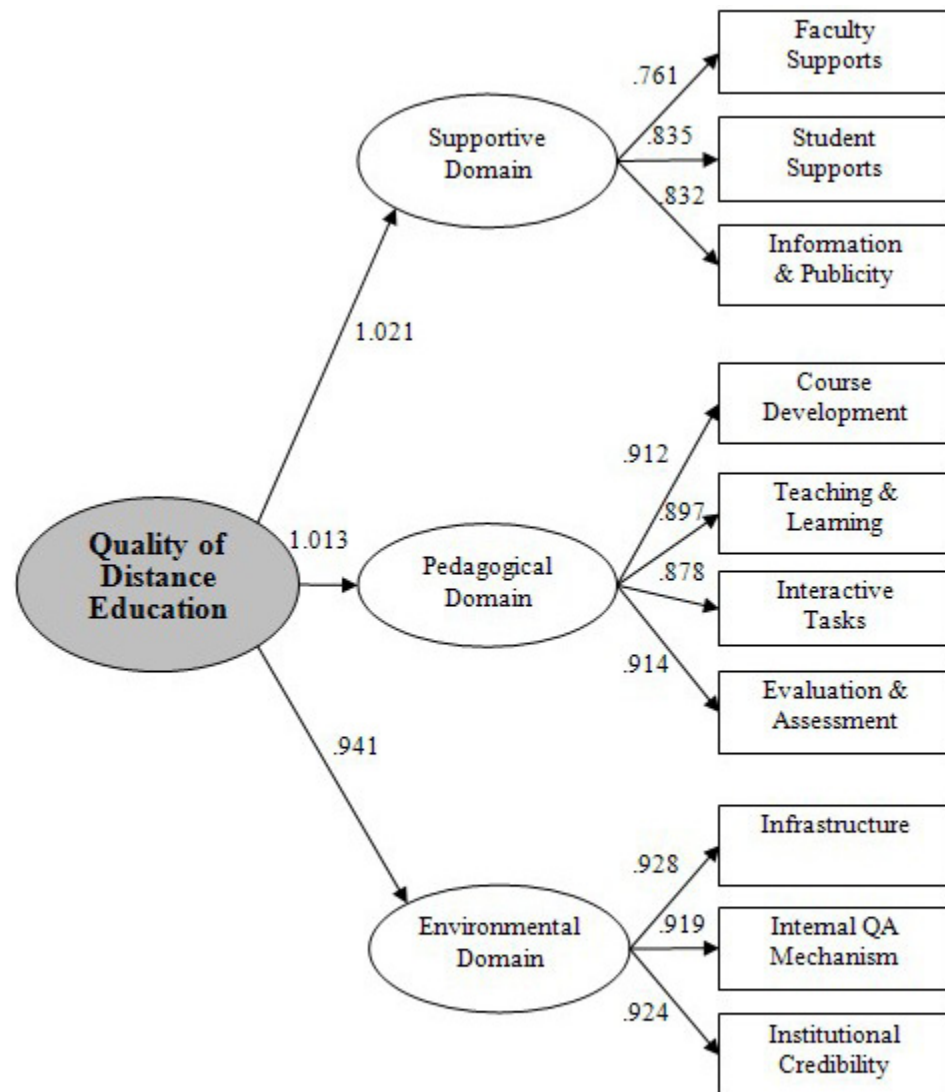 Faculty
Supports
.761
Supportive
Domain
.835
Student
Supports
.832
Information
& Publicity
1.021
Course
Development
.912
Quality of
Distance
Education
1.013
Pedagogical
Domain
.897
Teaching &
Learning
.878
Interactive
Tasks
.914
Evaluation &
Assessment
.941
Environmental
Domain
.928
Infrastructure
.919
Internal QA
Mechanism
.924
Institutional
Credibility